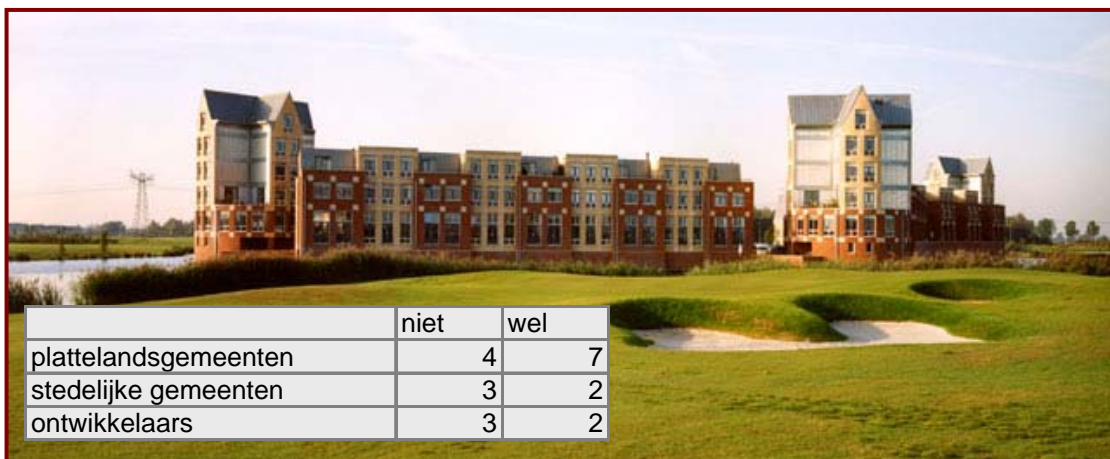 niet wel
plattelandsgemeenten 4 7
stedelijke gemeenten 3 2
ontwikkelaars 3 2